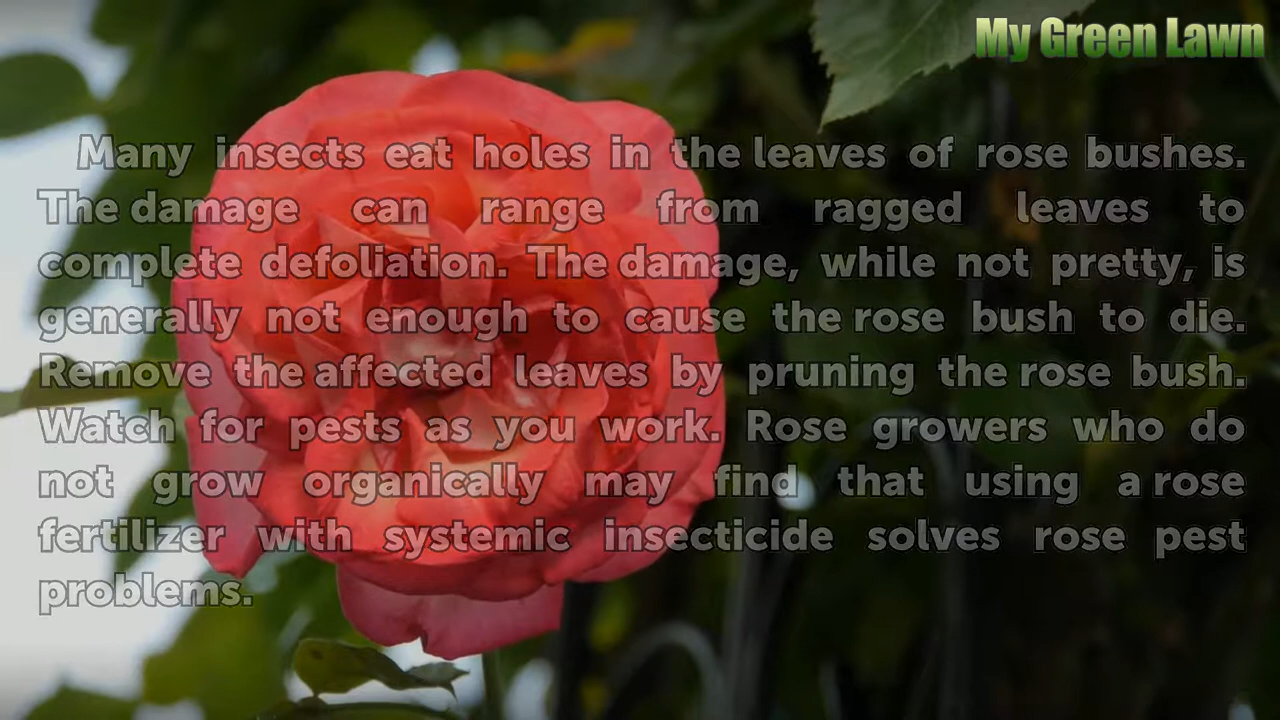 My Green Lawn
Many insects eat holes in the leaves of rose bushes.
The damage can range from ragged leaves to
complete defoliation. The damage, while not pretty, is
generally not enough to cause the rose bush to die.
Remove the affected leaves by pruning the rose bush.
Watch for pests as you work. Rose growers who do
not grow organically may find that using a rose
fertilizer with systemic insecticide solves rose pest
problems.